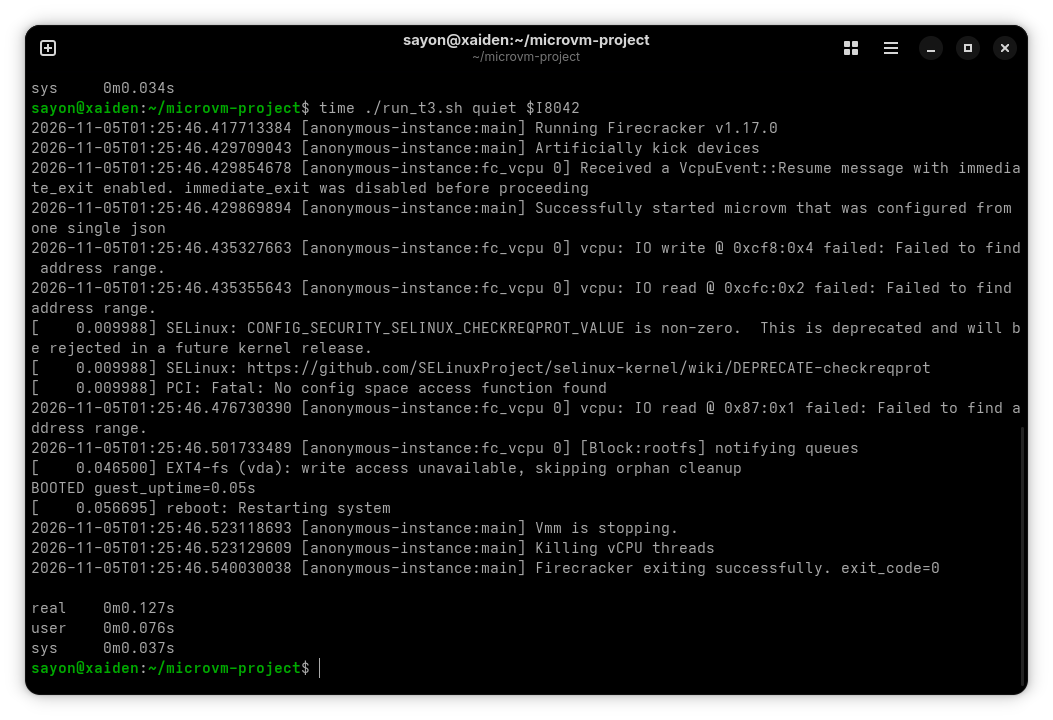 sayon@xaiden:~/microvm-project
~/microvm-project
sys     0m0.034s
sayon@xaiden:~/microvm-project$ time ./run_t3.sh quiet $I8042
2026-11-05T01:25:46.417713384 [anonymous-instance:main] Running Firecracker v1.17.0
2026-11-05T01:25:46.429709043 [anonymous-instance:main] Artificially kick devices
2026-11-05T01:25:46.429854678 [anonymous-instance:fc_vcpu 0] Received a VcpuEvent::Resume message with immedia
te_exit enabled. immediate_exit was disabled before proceeding
2026-11-05T01:25:46.429869894 [anonymous-instance:main] Successfully started microvm that was configured from
one single json
2026-11-05T01:25:46.435327663 [anonymous-instance:fc_vcpu 0] vcpu: IO write @ 0xcf8:0x4 failed: Failed to find
 address range.
2026-11-05T01:25:46.435355643 [anonymous-instance:fc_vcpu 0] vcpu: IO read @ 0xcfc:0x2 failed: Failed to find
address range.
[    0.009988] SELinux: CONFIG_SECURITY_SELINUX_CHECKREQPROT_VALUE is non-zero.  This is deprecated and will b
e rejected in a future kernel release.
[    0.009988] SELinux: https://github.com/SELinuxProject/selinux-kernel/wiki/DEPRECATE-checkreqprot
[    0.009988] PCI: Fatal: No config space access function found
2026-11-05T01:25:46.476730390 [anonymous-instance:fc_vcpu 0] vcpu: IO read @ 0x87:0x1 failed: Failed to find a
ddress range.
2026-11-05T01:25:46.501733489 [anonymous-instance:fc_vcpu 0] [Block:rootfs] notifying queues
[    0.046500] EXT4-fs (vda): write access unavailable, skipping orphan cleanup
BOOTED guest_uptime=0.05s
[    0.056695] reboot: Restarting system
2026-11-05T01:25:46.523118693 [anonymous-instance:main] Vmm is stopping.
2026-11-05T01:25:46.523129609 [anonymous-instance:main] Killing vCPU threads
2026-11-05T01:25:46.540030038 [anonymous-instance:main] Firecracker exiting successfully. exit_code=0
real    0m0.127s
user    0m0.076s
sys     0m0.037s
sayon@xaiden:~/microvm-project$